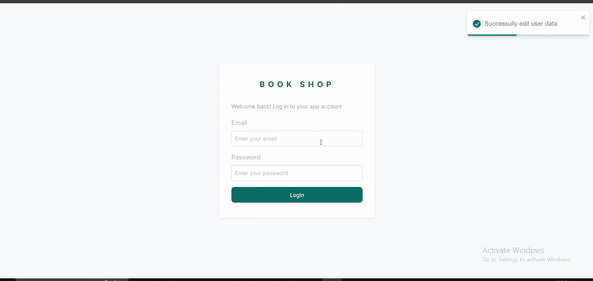 Successully edit user data
BOOK SHOP
Welcome back! Log in to your app account
Email
Enter your email
Password
Enter your password
Login
Activate Windows
Go to Settings to activate Windows.